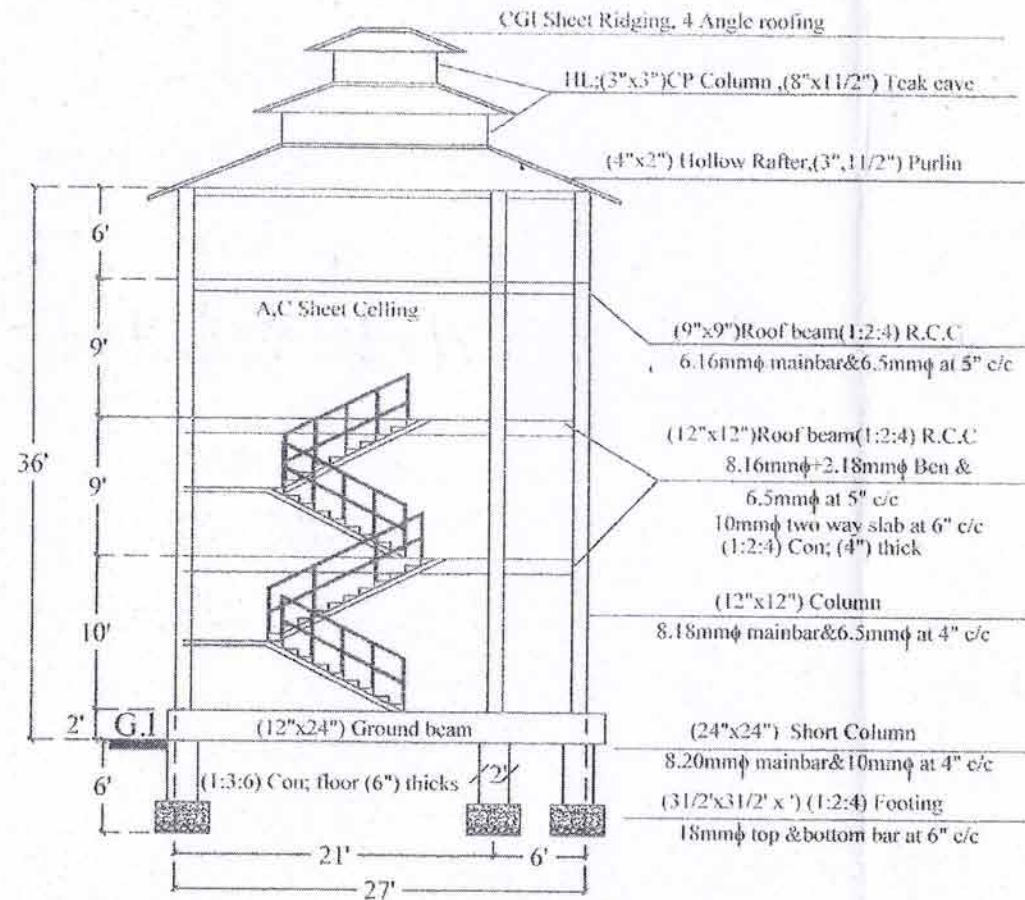 CGI Sheet Ridging, 4 Angle roofing
HL;(3"x3")CP Column ,(8"x11/2") Teak eave
(4"x2") Hollow Rafter,(3",11/2") Purlin
6'
A,C Sheet Celling
9'
(9"x9")Roof beam(1:2:4) R.C.C
6.16mmϕ mainbar&6.5mmϕ at 5" c/c
36'
9'
(12"x12")Roof beam(1:2:4) R.C.C
8.16mmϕ+2.18mmϕ Ben &
6.5mmϕ at 5" c/c
10mmϕ two way slab at 6" c/c
(1:2:4) Con; (4") thick
10'
(12"x12") Column
8.18mmϕ mainbar&6.5mmϕ at 4" c/c
2'
G.l
(12"x24") Ground beam
(24"x24") Short Column
8.20mmϕ mainbar&10mmϕ at 4" c/c
6'
(1:3:6) Con; floor (6") thicks
2'
(31/2'x31/2' x ') (1:2:4) Footing
18mmϕ top &bottom bar at 6" c/c
21'
6'
27'